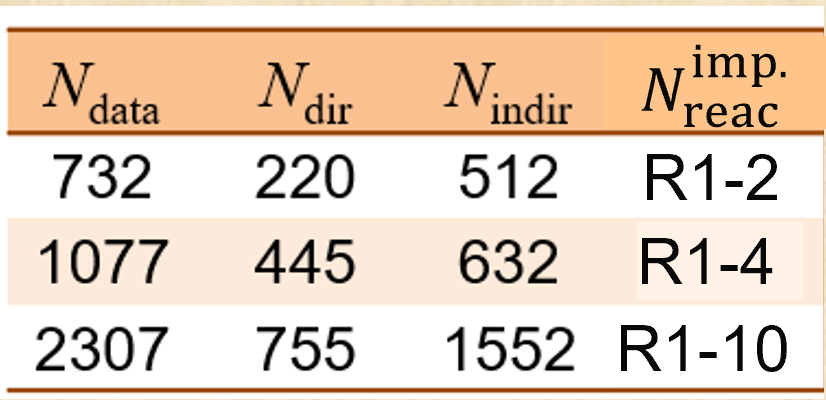 N_data N_dir N_indir N_reac^imp.
732 220 512 R1-2
1077 445 632 R1-4
2307 755 1552 R1-10